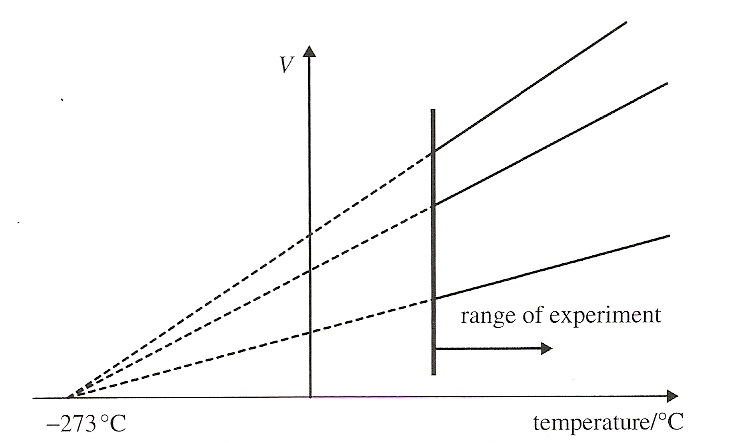 V
range of experiment
−273 °C
temperature/°C